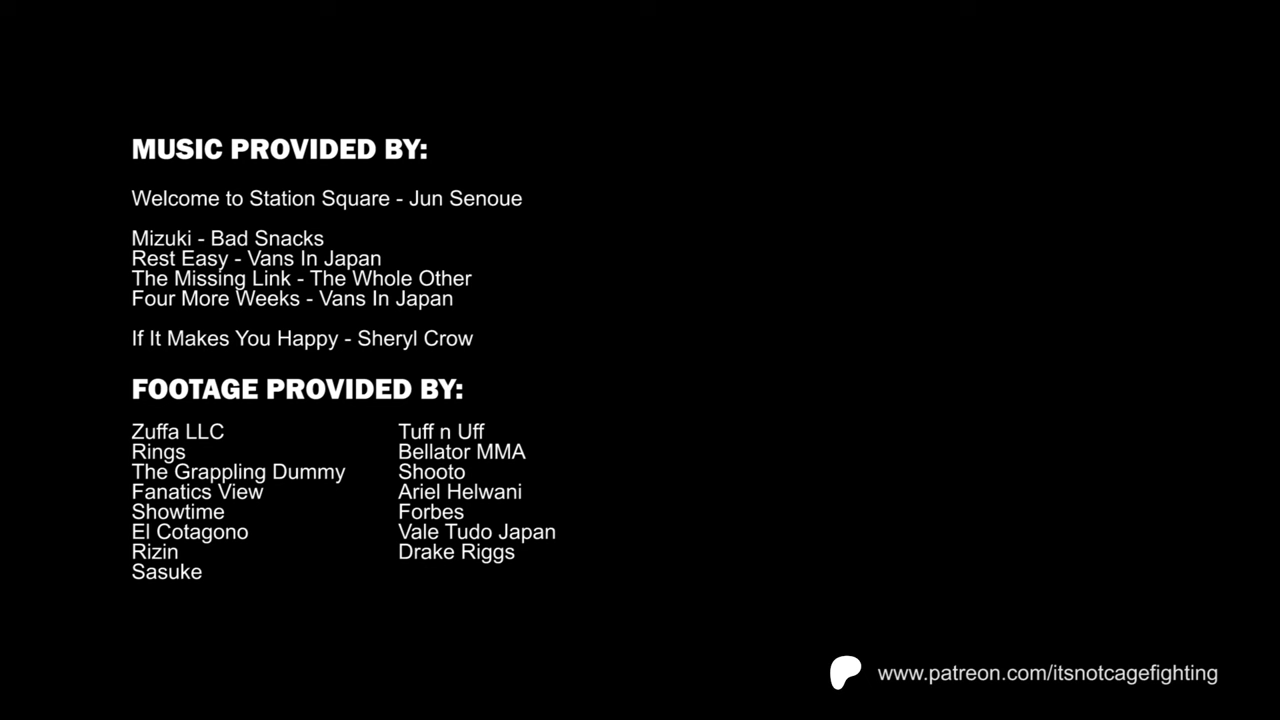 MUSIC PROVIDED BY:
Welcome to Station Square - Jun Senoue
Mizuki - Bad Snacks
Rest Easy - Vans In Japan
The Missing Link - The Whole Other
Four More Weeks - Vans In Japan
If It Makes You Happy - Sheryl Crow
FOOTAGE PROVIDED BY:
Zuffa LLC
Rings
The Grappling Dummy
Fanatics View
Showtime
El Cotagono
Rizin
Sasuke
Tuff n Uff
Bellator MMA
Shooto
Ariel Helwani
Forbes
Vale Tudo Japan
Drake Riggs
www.patreon.com/itsnotcagefighting